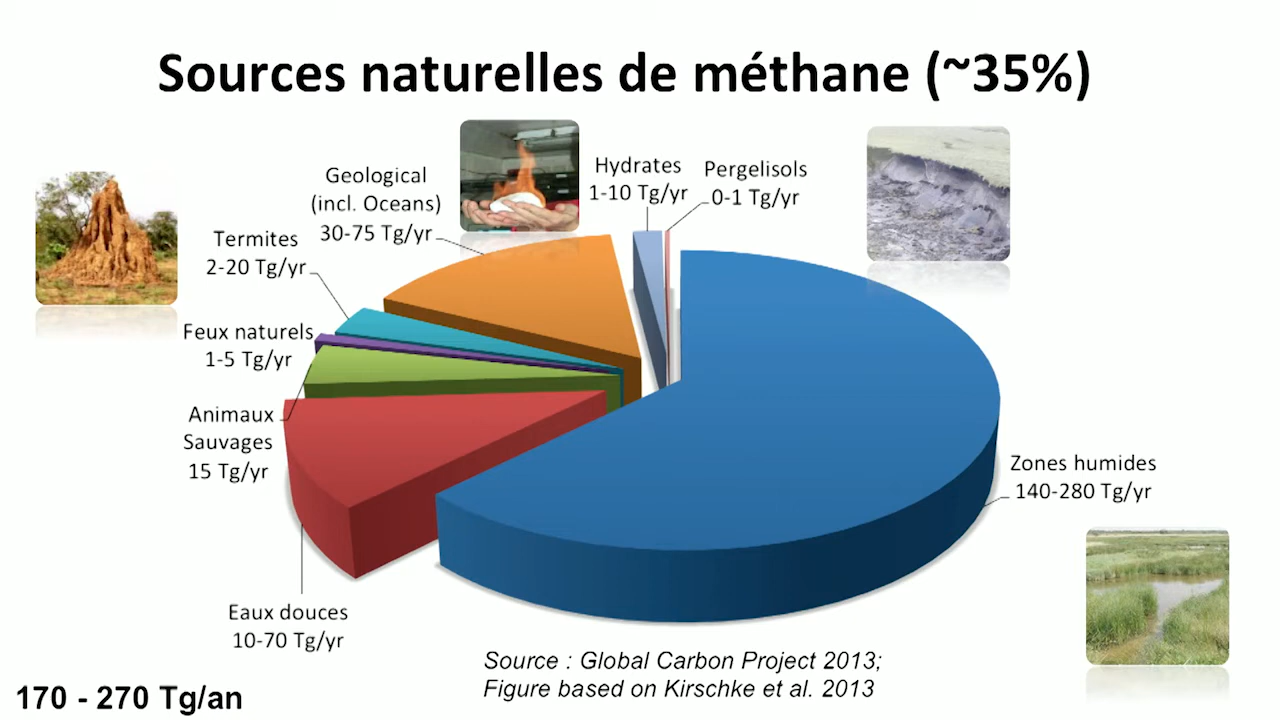 Sources naturelles de méthane (~35%)
Geological
(incl. Oceans)
30-75 Tg/yr
Hydrates
1-10 Tg/yr
Pergelisols
0-1 Tg/yr
Termites
2-20 Tg/yr
Feux naturels
1-5 Tg/yr
Animaux
Sauvages
15 Tg/yr
Zones humides
140-280 Tg/yr
Eaux douces
10-70 Tg/yr
Source : Global Carbon Project 2013;
Figure based on Kirschke et al. 2013
170 - 270 Tg/an